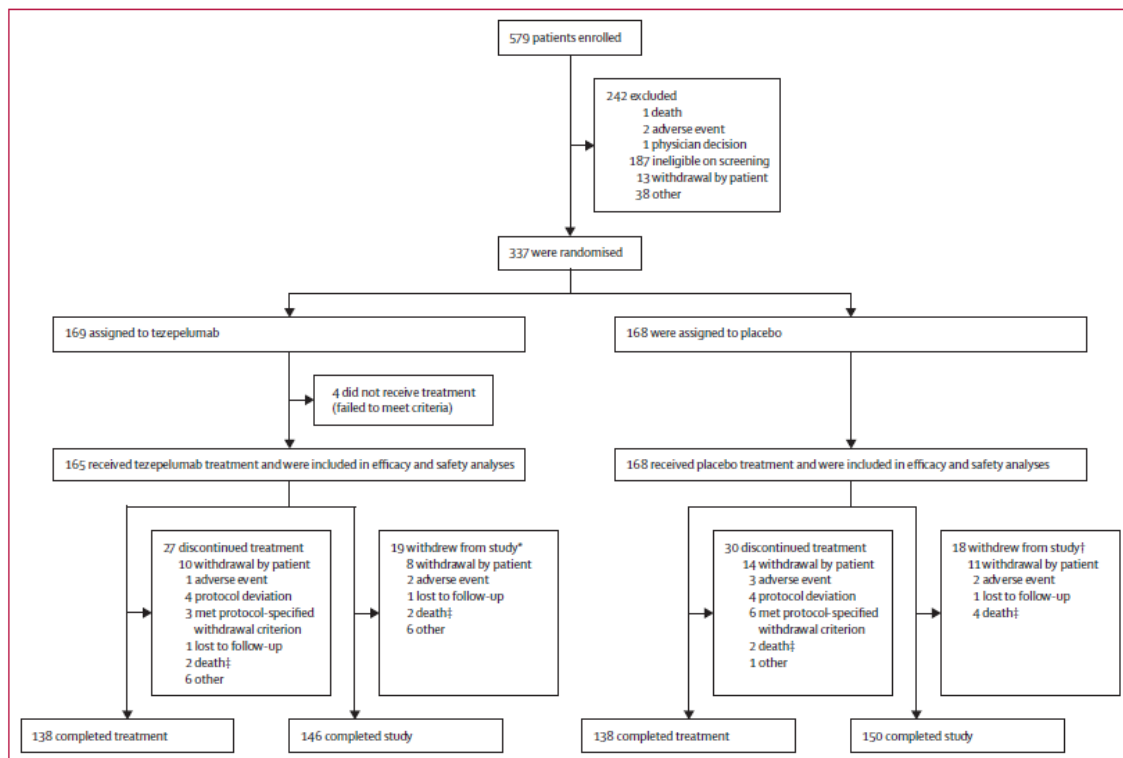 579 patients enrolled
242 excluded
1 death
2 adverse event
1 physician decision
187 ineligible on screening
13 withdrawal by patient
38 other
337 were randomised
169 assigned to tezepelumab
168 were assigned to placebo
4 did not receive treatment
(failed to meet criteria)
165 received tezepelumab treatment and were included in efficacy and safety analyses
168 received placebo treatment and were included in efficacy and safety analyses
27 discontinued treatment
10 withdrawal by patient
1 adverse event
4 protocol deviation
3 met protocol-specified
withdrawal criterion
1 lost to follow-up
2 death‡
6 other
19 withdrew from study*
8 withdrawal by patient
2 adverse event
1 lost to follow-up
2 death‡
6 other
30 discontinued treatment
14 withdrawal by patient
3 adverse event
4 protocol deviation
6 met protocol-specified
withdrawal criterion
2 death‡
1 other
18 withdrew from study†
11 withdrawal by patient
2 adverse event
1 lost to follow-up
4 death‡
138 completed treatment
146 completed study
138 completed treatment
150 completed study